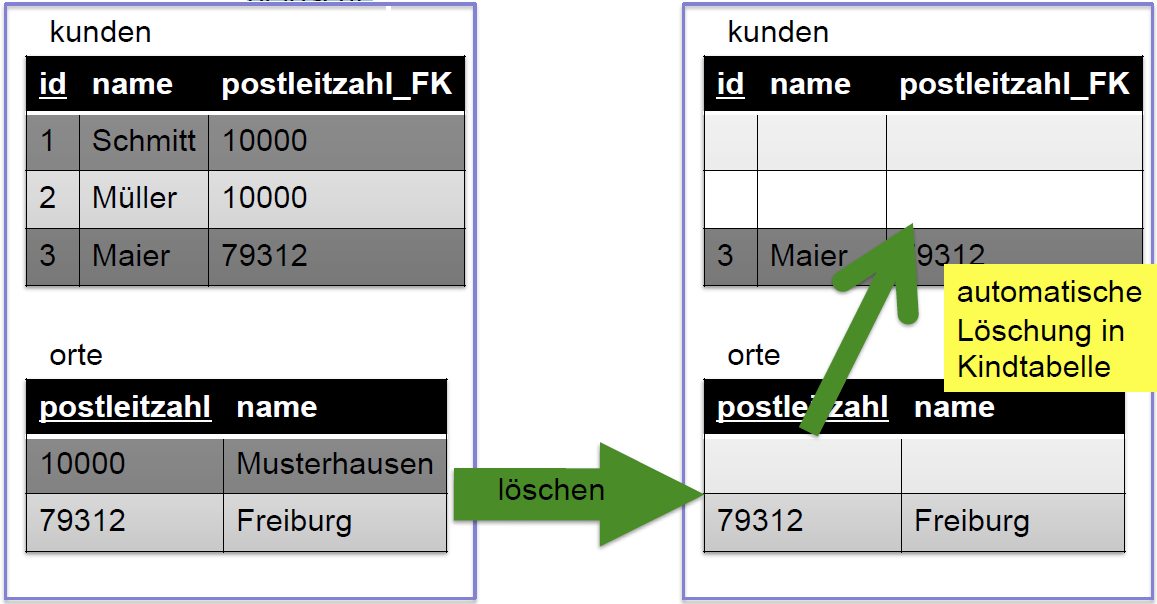 kunden
id name postleitzahl_FK
1 Schmitt 10000
2 Müller 10000
3 Maier 79312
orte
postleitzahl name
10000 Musterhausen
79312 Freiburg
löschen
kunden
id name postleitzahl_FK
3 Maier 79312
automatische
Löschung in
Kindtabelle
orte
postleitzahl name
79312 Freiburg